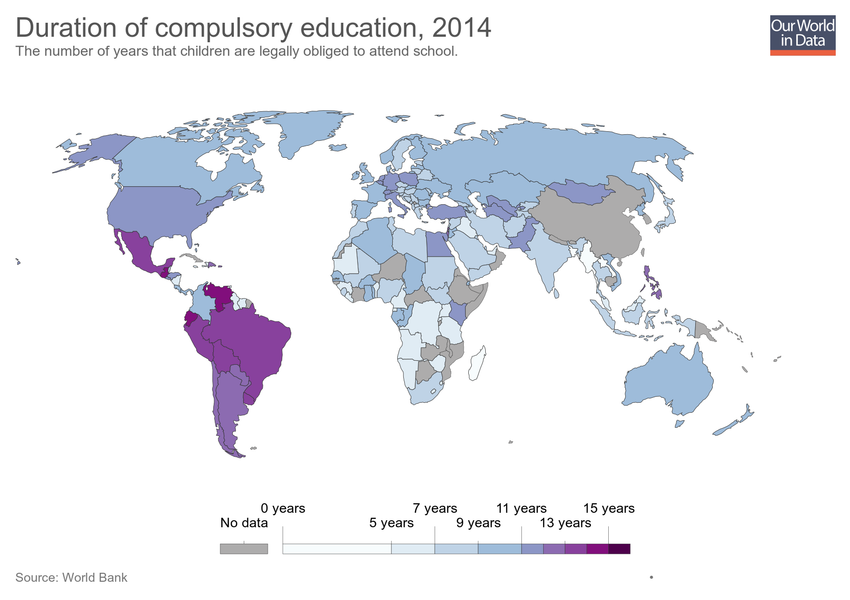 Duration of compulsory education, 2014
The number of years that children are legally obliged to attend school.
Our World
in Data
0 years 7 years 11 years 15 years
No data 5 years 9 years 13 years
Source: World Bank